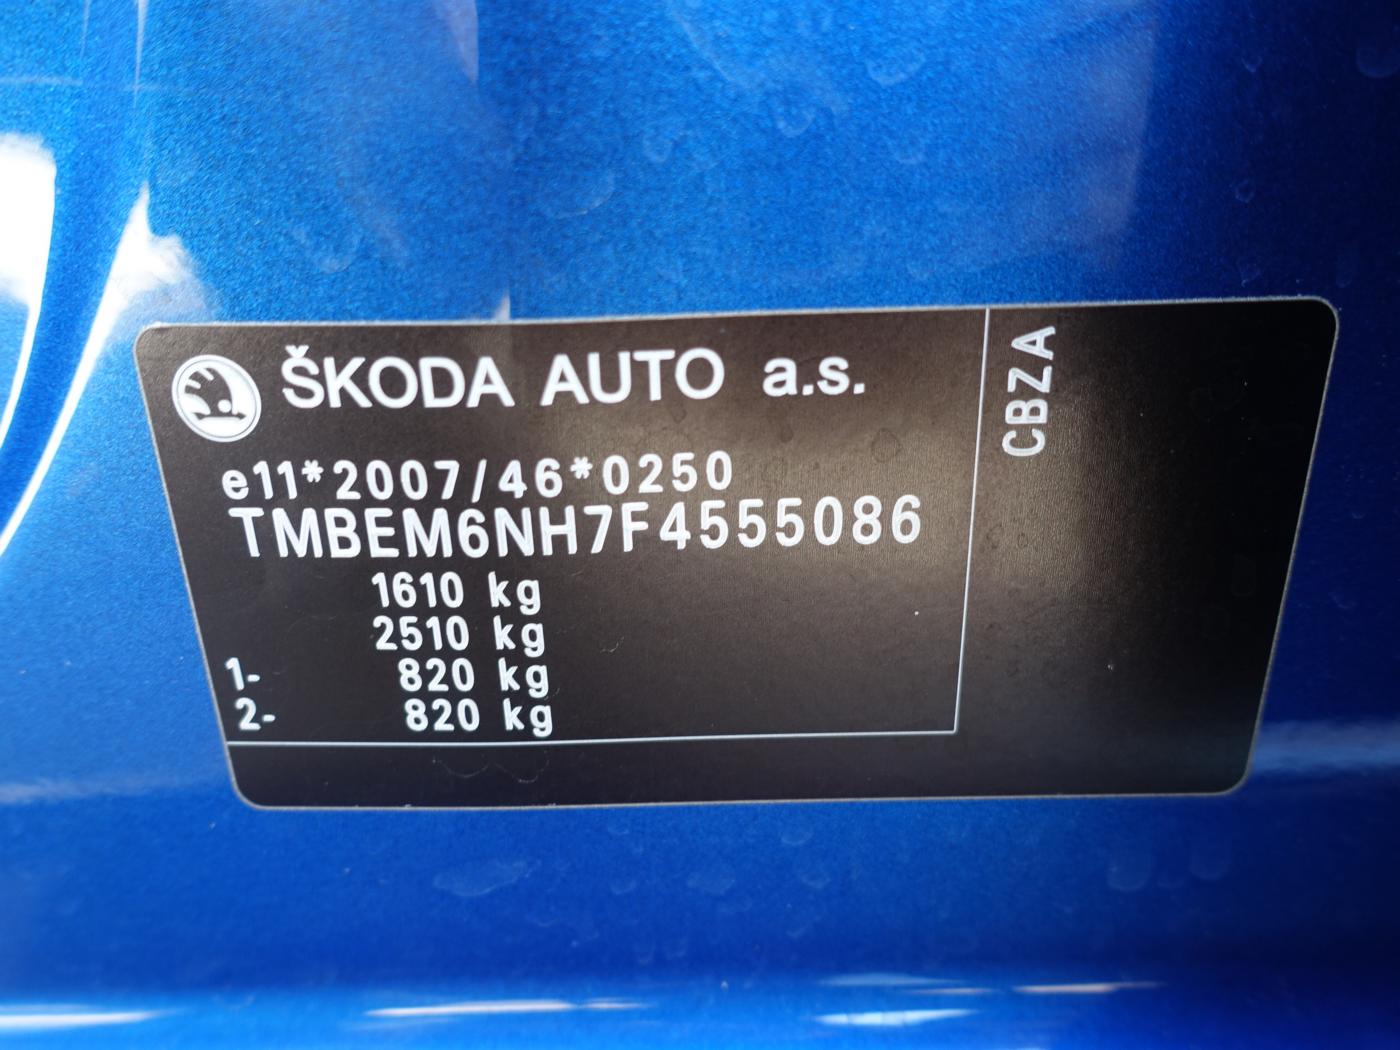 ŠKODA AUTO a.s.
e11*2007/46*0250
TMBEM6NH7F4555086
1610 kg
2510 kg
1- 820 kg
2- 820 kg
CBZA